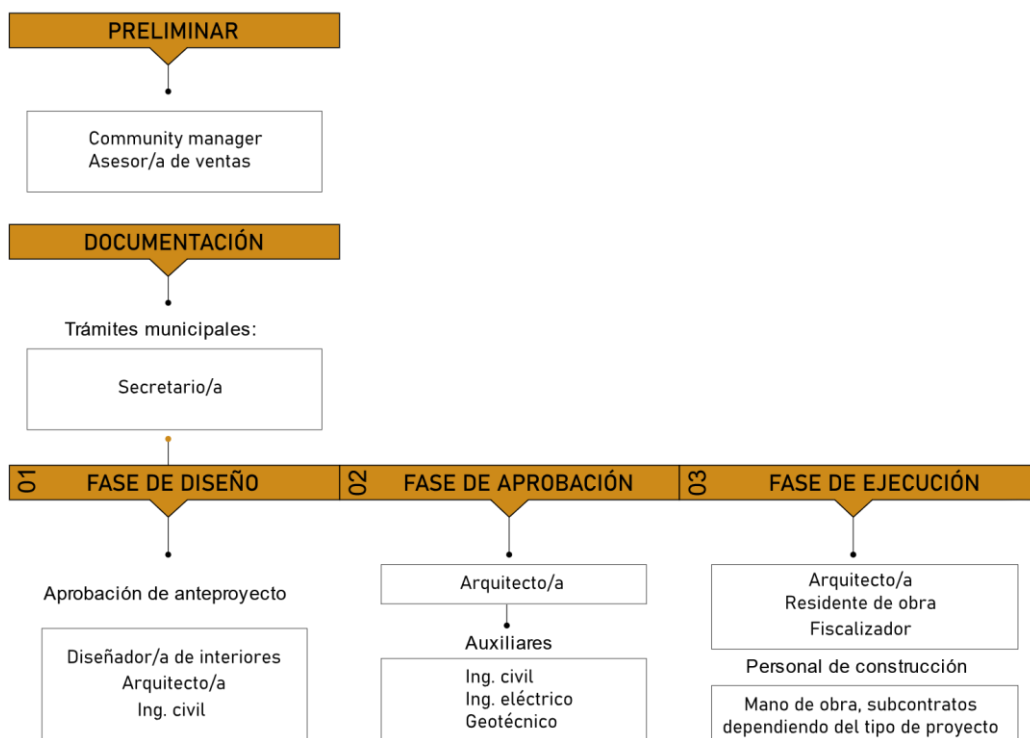 PRELIMINAR
Community manager
Asesor/a de ventas
DOCUMENTACIÓN
Trámites municipales:
Secretario/a
01
FASE DE DISEÑO
Aprobación de anteproyecto
Diseñador/a de interiores
Arquitecto/a
Ing. civil
02
FASE DE APROBACIÓN
Arquitecto/a
Auxiliares
Ing. civil
Ing. eléctrico
Geotécnico
03
FASE DE EJECUCIÓN
Arquitecto/a
Residente de obra
Fiscalizador
Personal de construcción
Mano de obra, subcontratos
dependiendo del tipo de proyecto